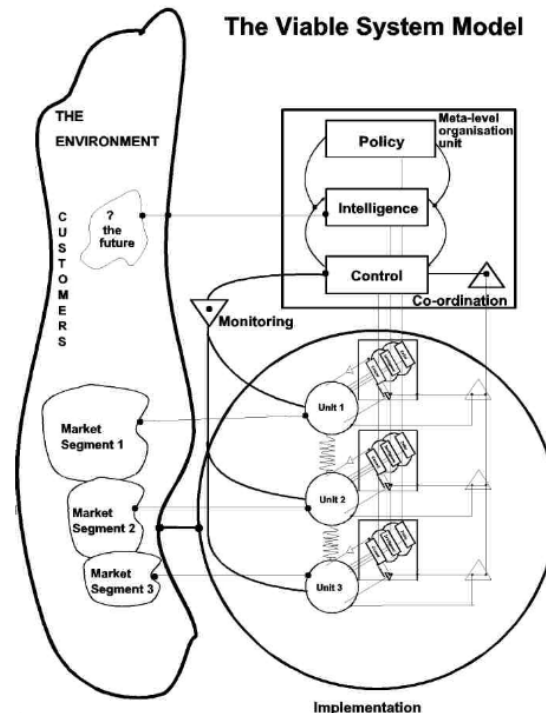 The Viable System Model
THE
ENVIRONMENT
CUSTOMERS
?
the
future
Meta-level
organisation
unit
Policy
Intelligence
Control
Co-ordination
Monitoring
Market
Segment 1
Unit 1
Market
Segment 2
Unit 2
Market
Segment 3
Unit 3
Implementation